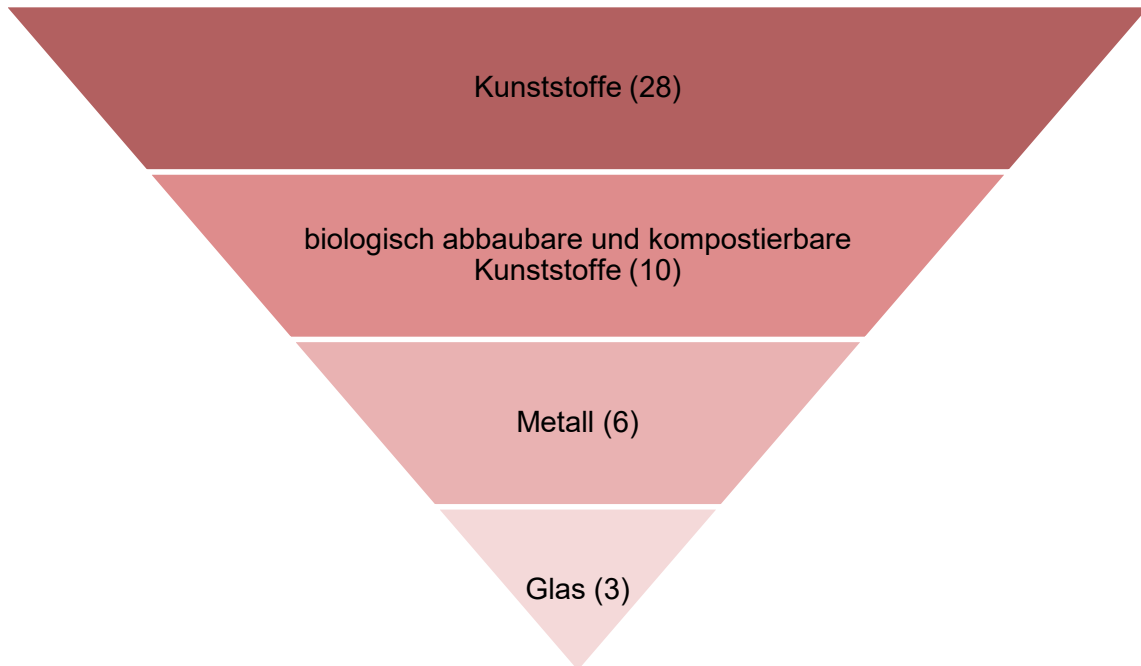 Kunststoffe (28)
biologisch abbaubare und kompostierbare
Kunststoffe (10)
Metall (6)
Glas (3)